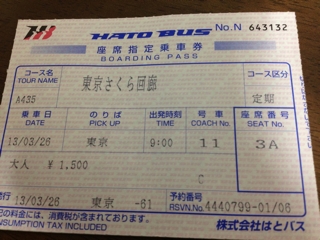 HATO BUS No.N 643132
座席指定乗車券
BOARDING PASS
コース名 TOUR NAME 東京さくら回廊 コース区分
A435 定期
乗車日 DATE のりば PICK UP 出発時刻 TIME 号車 COACH No. 座席番号 SEAT No.
13/03/26 東京 9:00 11 3A
大人 ¥1,500
C
発行 13/03/26 東京 -61 予約番号 RSVN.No. 4440799-01/06
記の料金には、消費税が含まれております。 株式会社はとバス